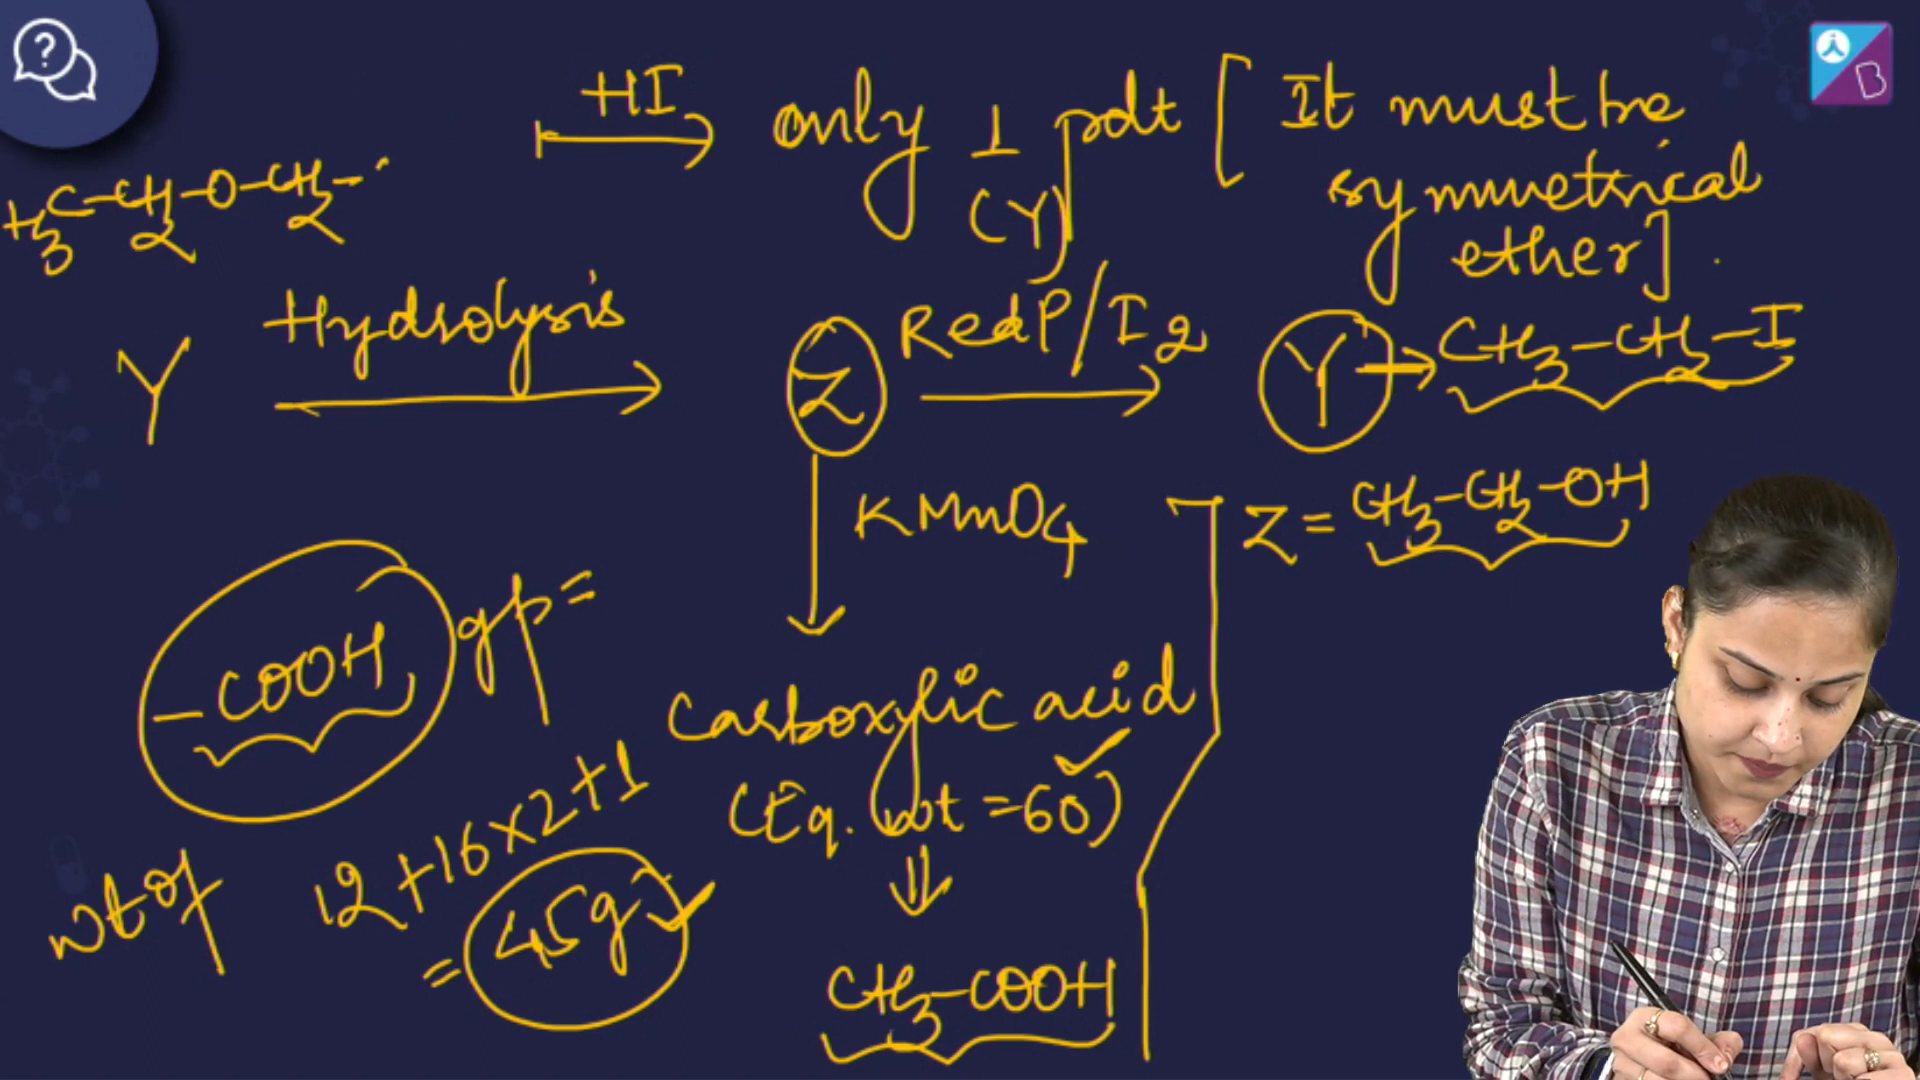 ?
HI
only 1 pdt [ It must be
(Y) symmetrical
ether] .
H3C-CH2-O-CH2-
Y Hydrolysis Z Red P/I2 Y → CH3-CH2-I
KMnO4
Z = CH3-CH2-OH
-COOH gp =
carboxylic acid
(Eq. wt = 60)
wt of 12+16×2+1
= 45g
CH3-COOH
B